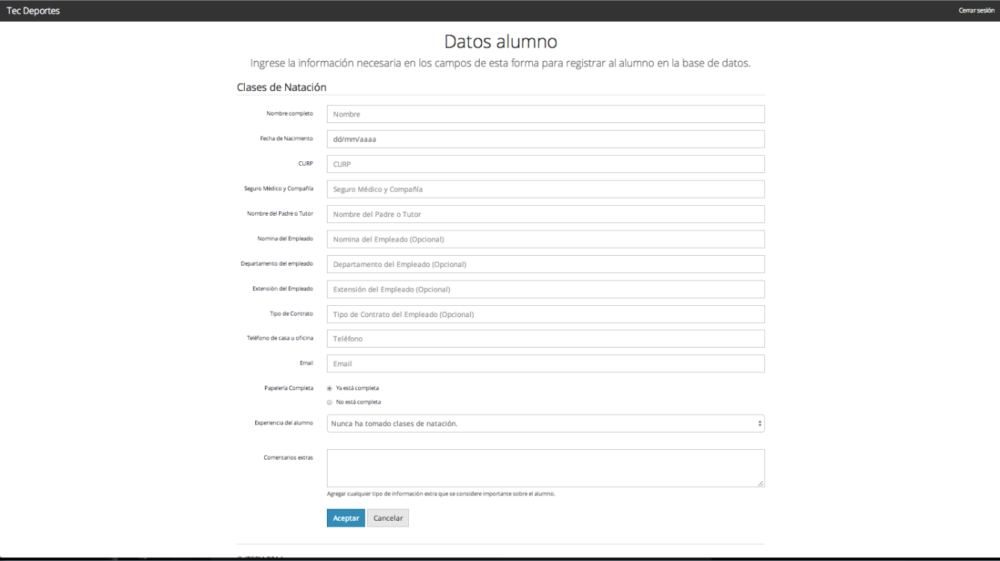 Tec Deportes
Cerrar sesión
Datos alumno
Ingrese la información necesaria en los campos de esta forma para registrar al alumno en la base de datos.
Clases de Natación
Nombre completo Nombre
Fecha de Nacimiento dd/mm/aaaa
CURP CURP
Seguro Médico y Compañía Seguro Médico y Compañía
Nombre del Padre o Tutor Nombre del Padre o Tutor
Nomina del Empleado Nomina del Empleado (Opcional)
Departamento del empleado Departamento del Empleado (Opcional)
Extensión del Empleado Extensión del Empleado (Opcional)
Tipo de Contrato Tipo de Contrato del Empleado (Opcional)
Teléfono de casa u oficina Teléfono
Email Email
Papelería Completa Ya está completa
No está completa
Experiencia del alumno Nunca ha tomado clases de natación.
Comentarios extras
Agregar cualquier tipo de información extra que se considere importante sobre el alumno.
Aceptar Cancelar